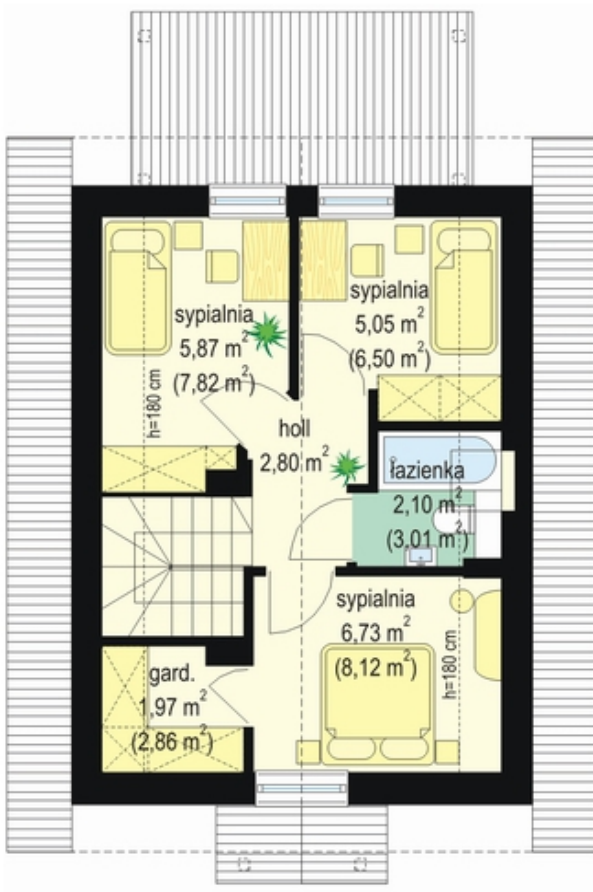 sypialnia
5,87 m²
(7,82 m²)
sypialnia
5,05 m²
(6,50 m²)
h=180 cm
holl
2,80 m²
łazienka
2,10 m²
(3,01 m²)
sypialnia
6,73 m²
(8,12 m²)
h=180 cm
gard.
1,97 m²
(2,86 m²)